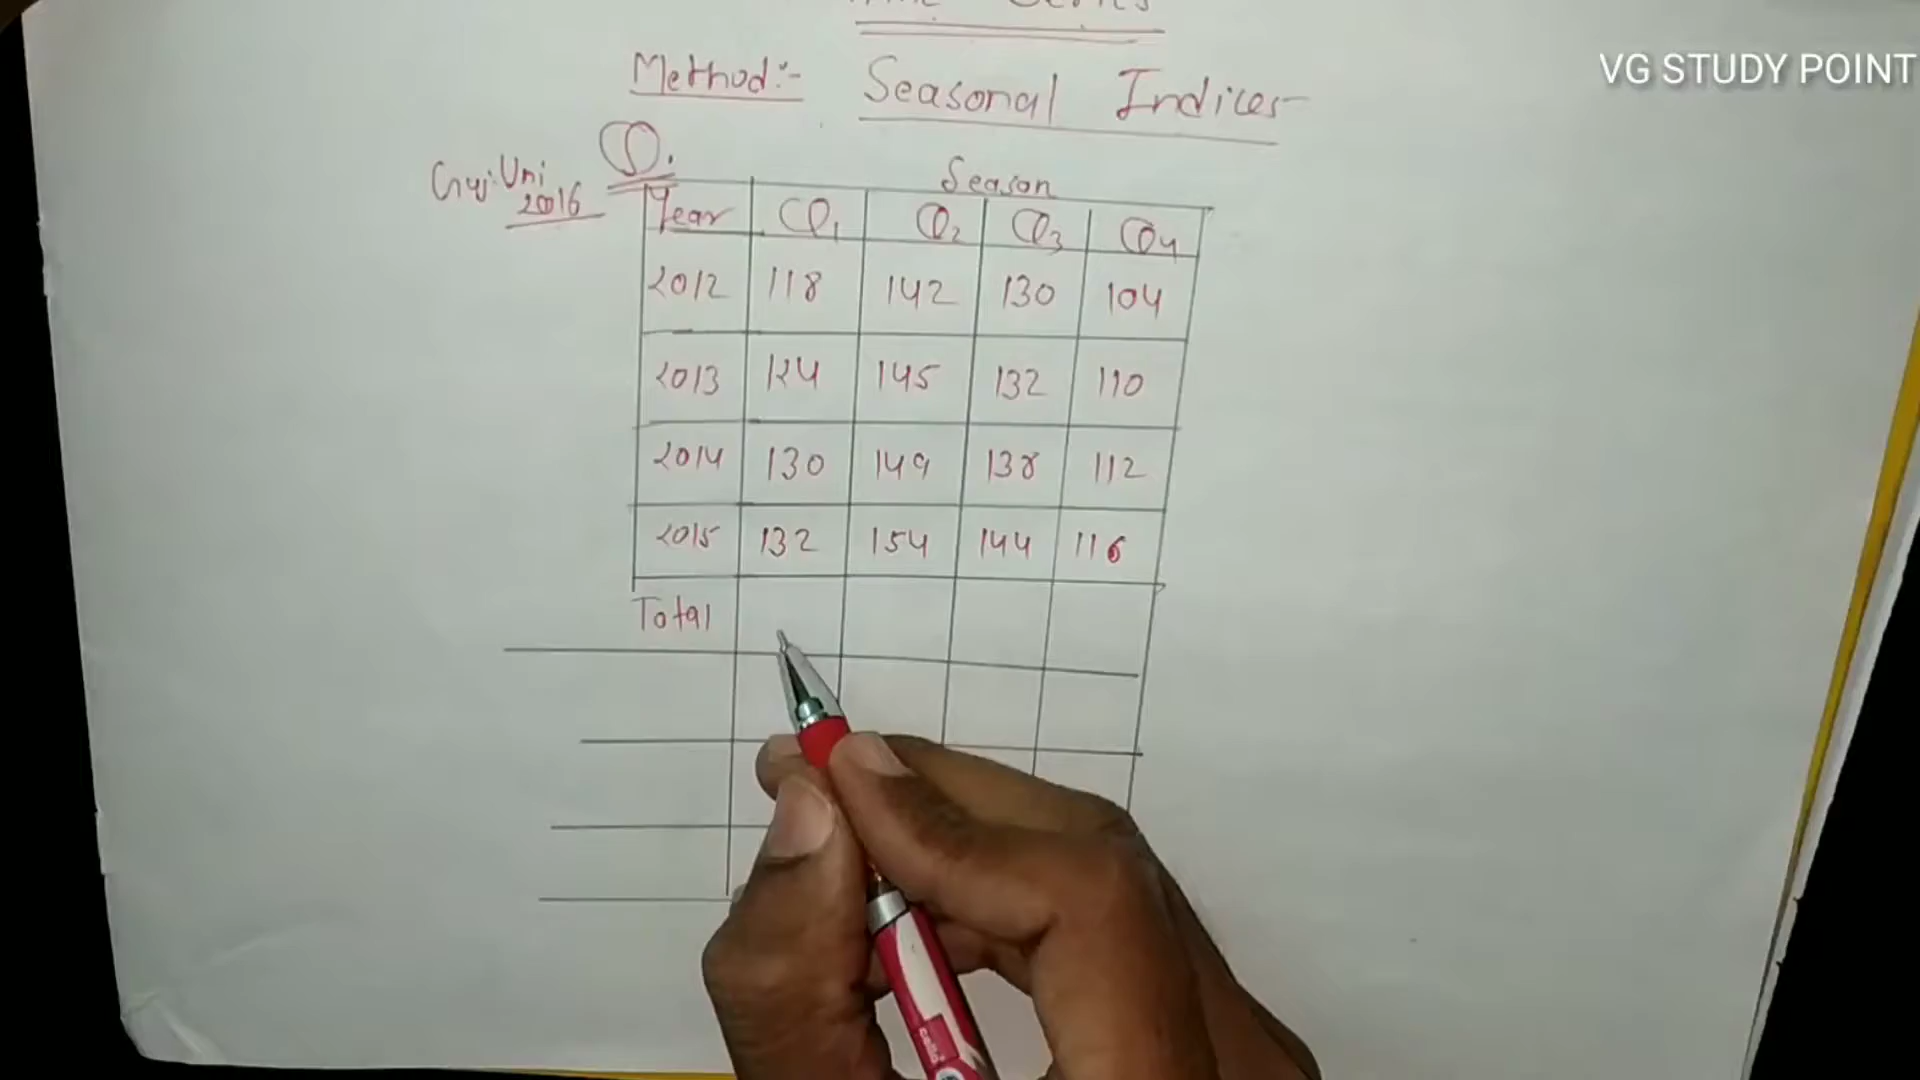 VG STUDY POINT
Method:- Seasonal Indices
Guj. Uni
2016
Q.
Season
Year Q1 Q2 Q3 Q4
2012 118 142 130 104
2013 124 145 132 110
2014 130 149 138 112
2015 132 154 144 116
Total
cello